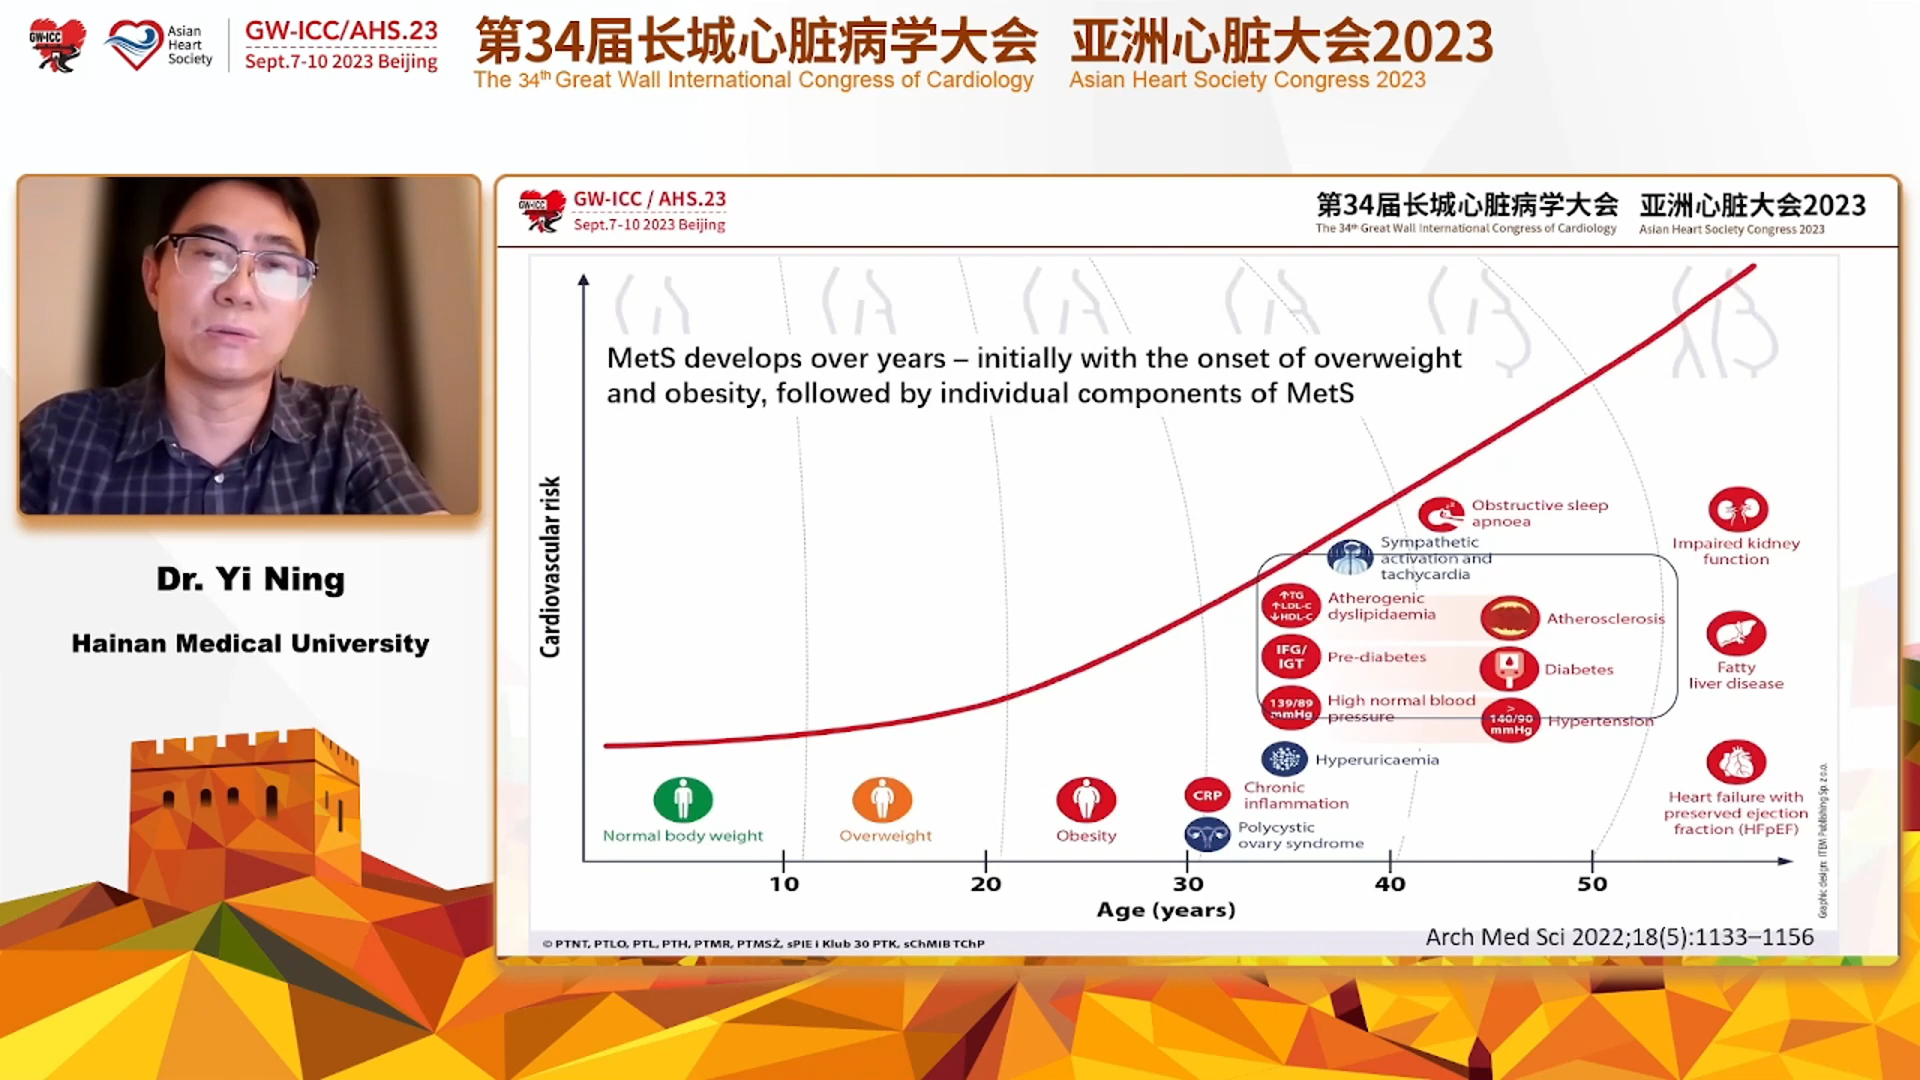 GW-ICC
Asian
Heart
Society
GW-ICC/AHS.23
Sept.7-10 2023 Beijing
第34届长城心脏病学大会 亚洲心脏大会2023
The 34th Great Wall International Congress of Cardiology Asian Heart Society Congress 2023
Dr. Yi Ning
Hainan Medical University
GW-ICC
GW-ICC / AHS.23
Sept.7-10 2023 Beijing
第34届长城心脏病学大会 亚洲心脏大会2023
The 34th Great Wall International Congress of Cardiology Asian Heart Society Congress 2023
MetS develops over years – initially with the onset of overweight
and obesity, followed by individual components of MetS
Cardiovascular risk
Obstructive sleep
apnoea
Sympathetic
activation and
tachycardia
↑TG
↑LDL-C
↓HDL-C
Atherogenic
dyslipidaemia
Atherosclerosis
IFG/
IGT
Pre-diabetes
Diabetes
139/89
mmHg
High normal blood
pressure
>
140/90
mmHg
Hypertension
Hyperuricaemia
CRP
Chronic
inflammation
Polycystic
ovary syndrome
Impaired kidney
function
Fatty
liver disease
Heart failure with
preserved ejection
fraction (HFpEF)
Normal body weight
Overweight
Obesity
10 20 30 40 50
Age (years)
Graphic design: ITEM Publishing Sp. z o.o.
© PTNT, PTLO, PTL, PTH, PTMR, PTMSŻ, sPIE i Klub 30 PTK, sChMiB TChP
Arch Med Sci 2022;18(5):1133–1156